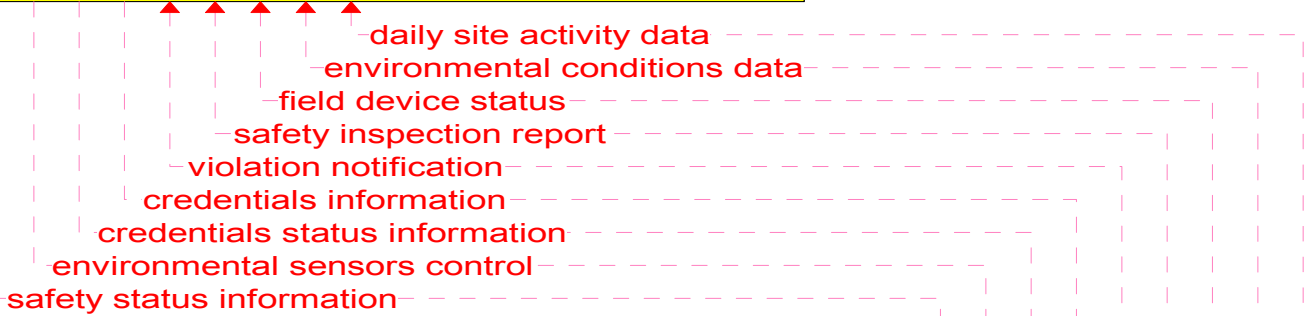 daily site activity data
environmental conditions data
field device status
safety inspection report
violation notification
credentials information
credentials status information
environmental sensors control
safety status information